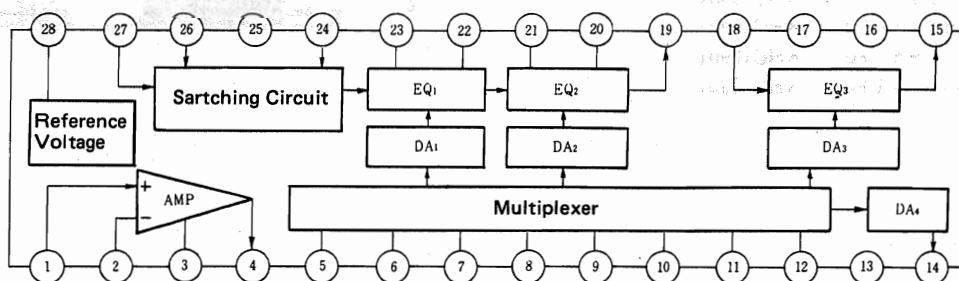 28 27 26 25 24 23 22 21 20 19 18 17 16 15
Sartching Circuit
EQ₁
EQ₂
EQ₃
Reference
Voltage
DA₁
DA₂
DA₃
+
AMP
−
Multiplexer
DA₄
1 2 3 4 5 6 7 8 9 10 11 12 13 14